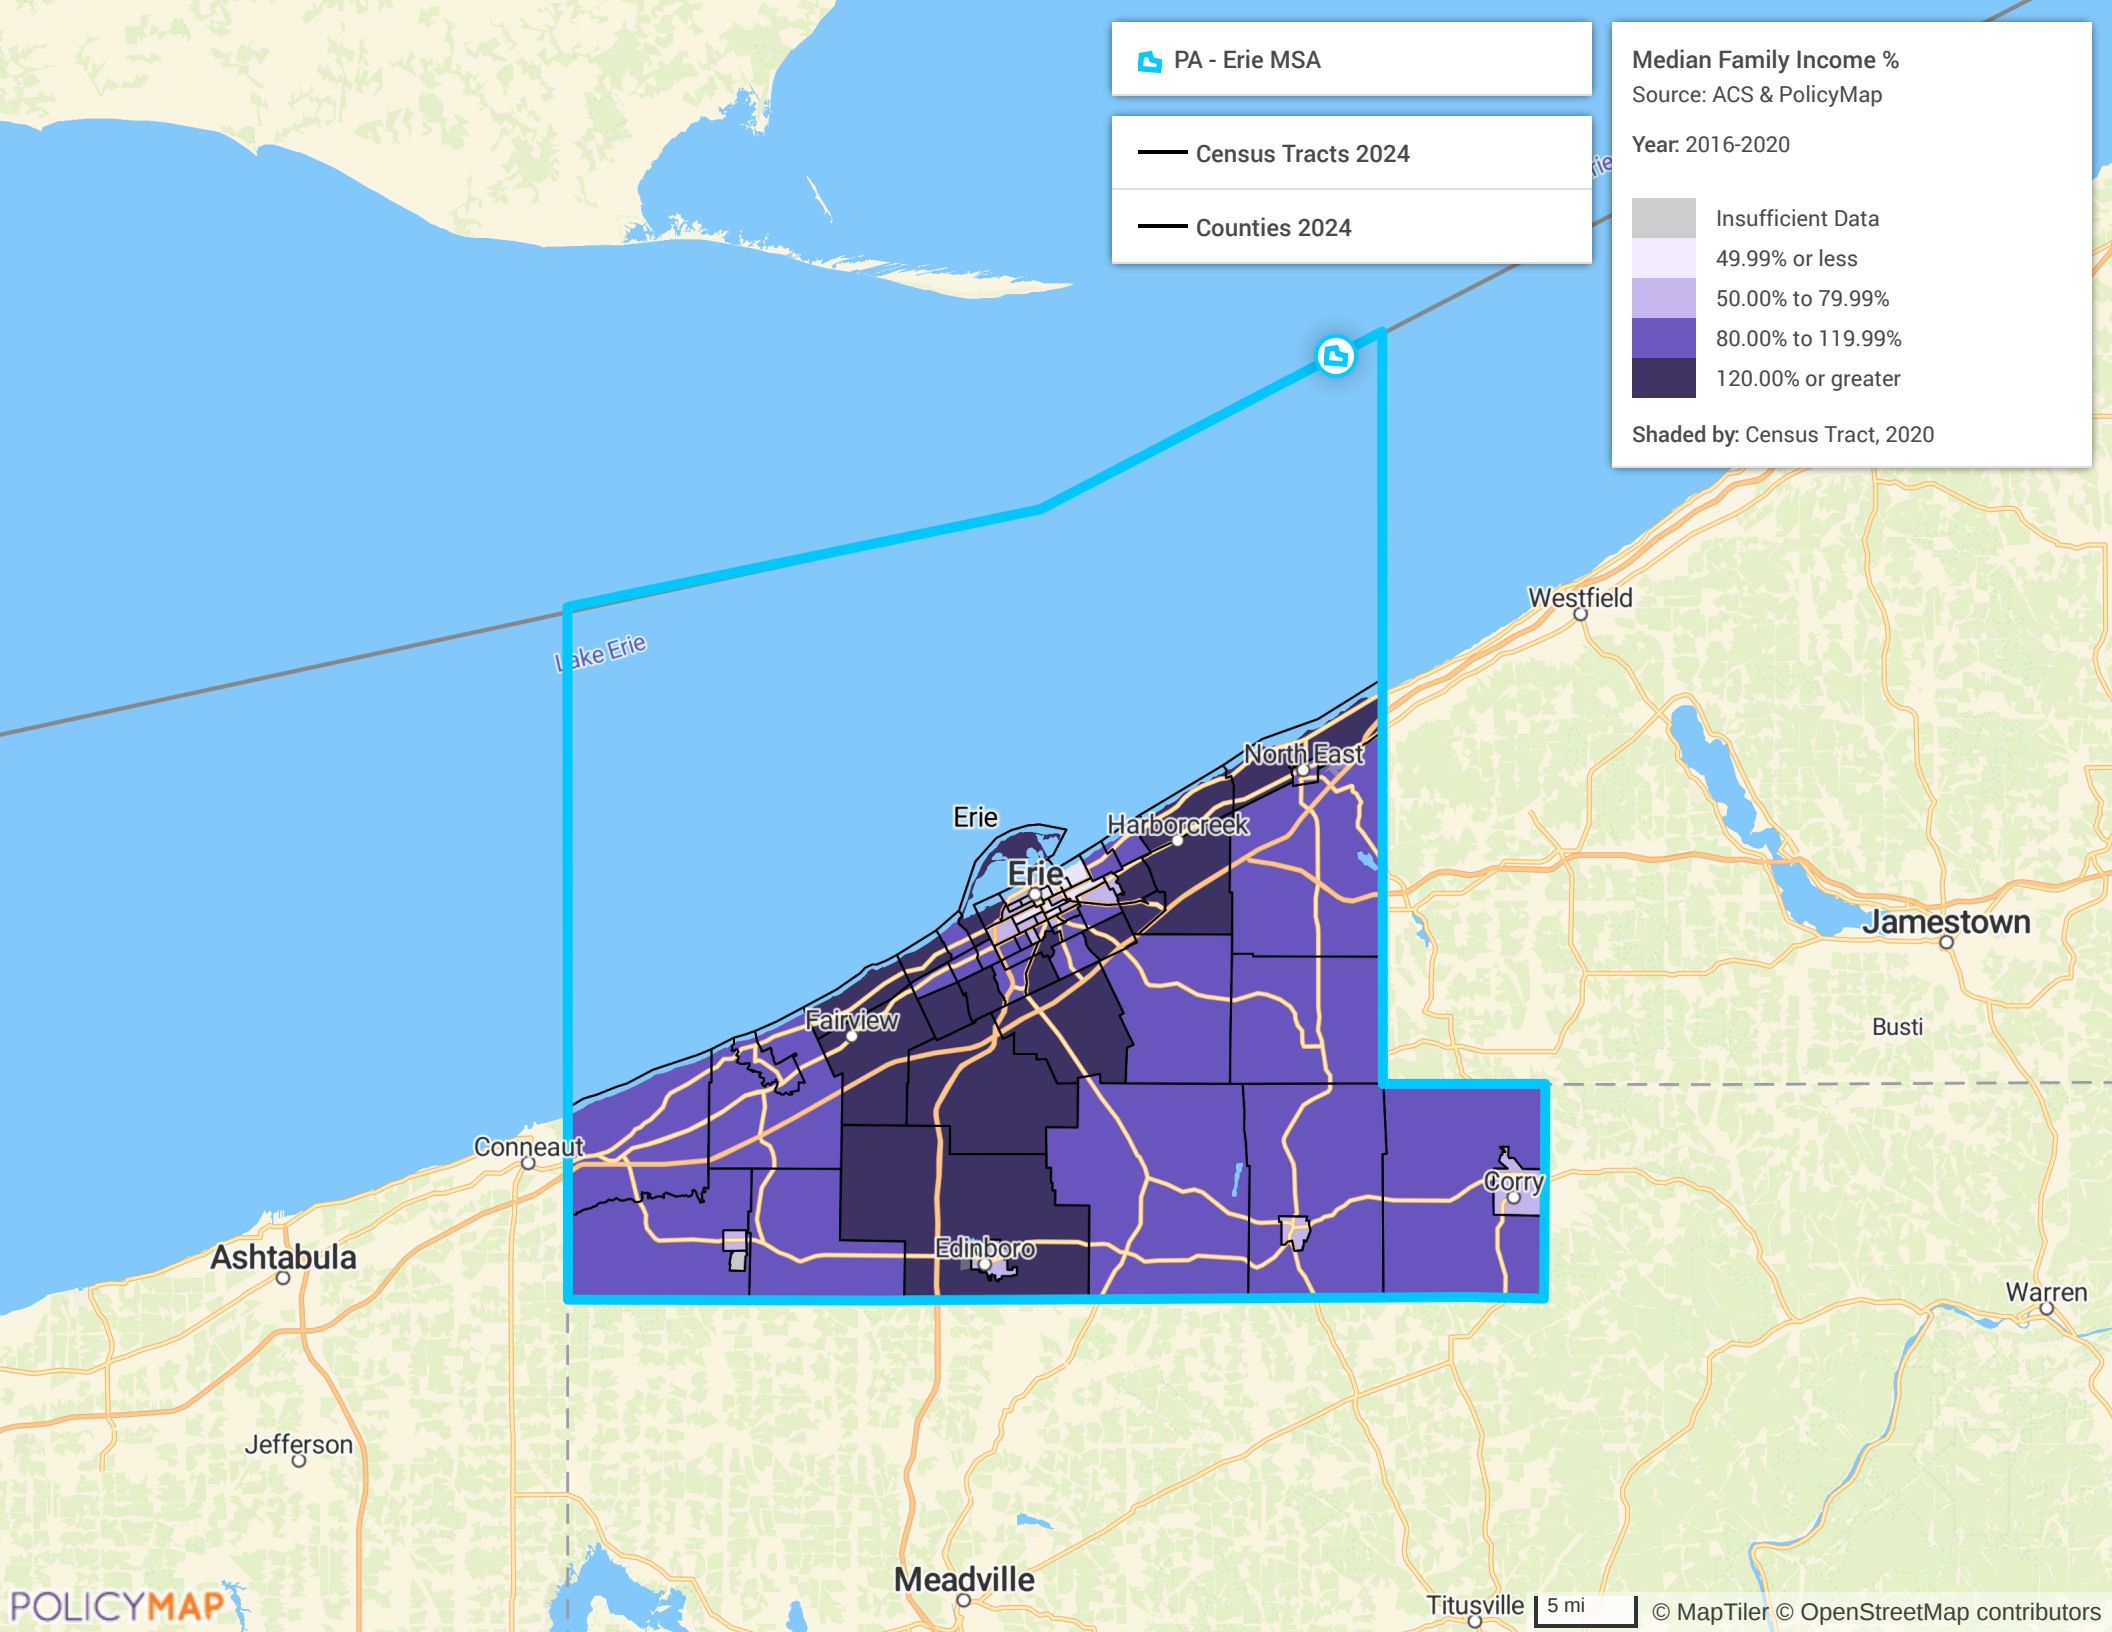 PA - Erie MSA
Census Tracts 2024
Counties 2024
Median Family Income %
Source: ACS & PolicyMap
Year: 2016-2020
Insufficient Data
49.99% or less
50.00% to 79.99%
80.00% to 119.99%
120.00% or greater
Shaded by: Census Tract, 2020
Westfield
Lake Erie
North East
Erie
Harborcreek
Erie
Jamestown
Fairview
Busti
Conneaut
Corry
Ashtabula
Edinboro
Warren
Jefferson
Meadville
POLICYMAP
Titusville
5 mi
© MapTiler © OpenStreetMap contributors